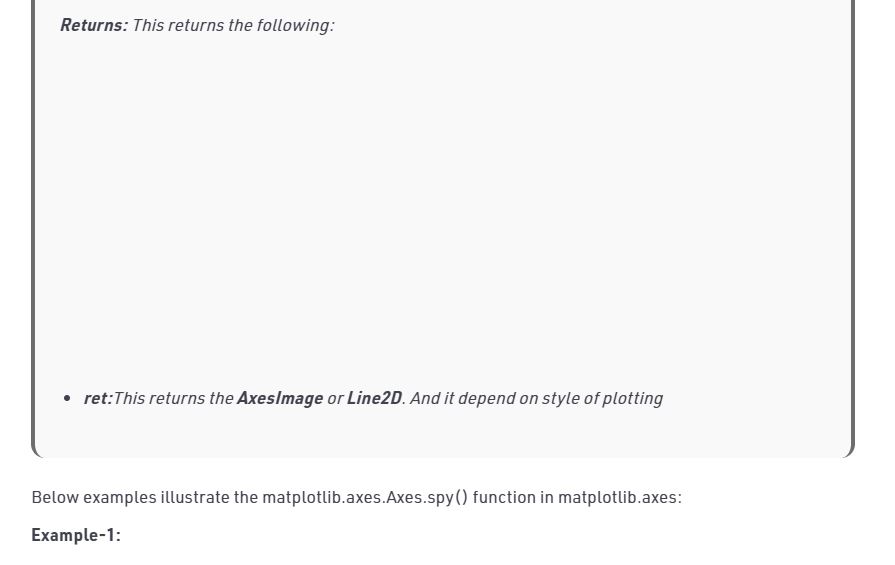 Returns: This returns the following:
• ret:This returns the AxesImage or Line2D. And it depend on style of plotting
Below examples illustrate the matplotlib.axes.Axes.spy() function in matplotlib.axes:
Example-1: